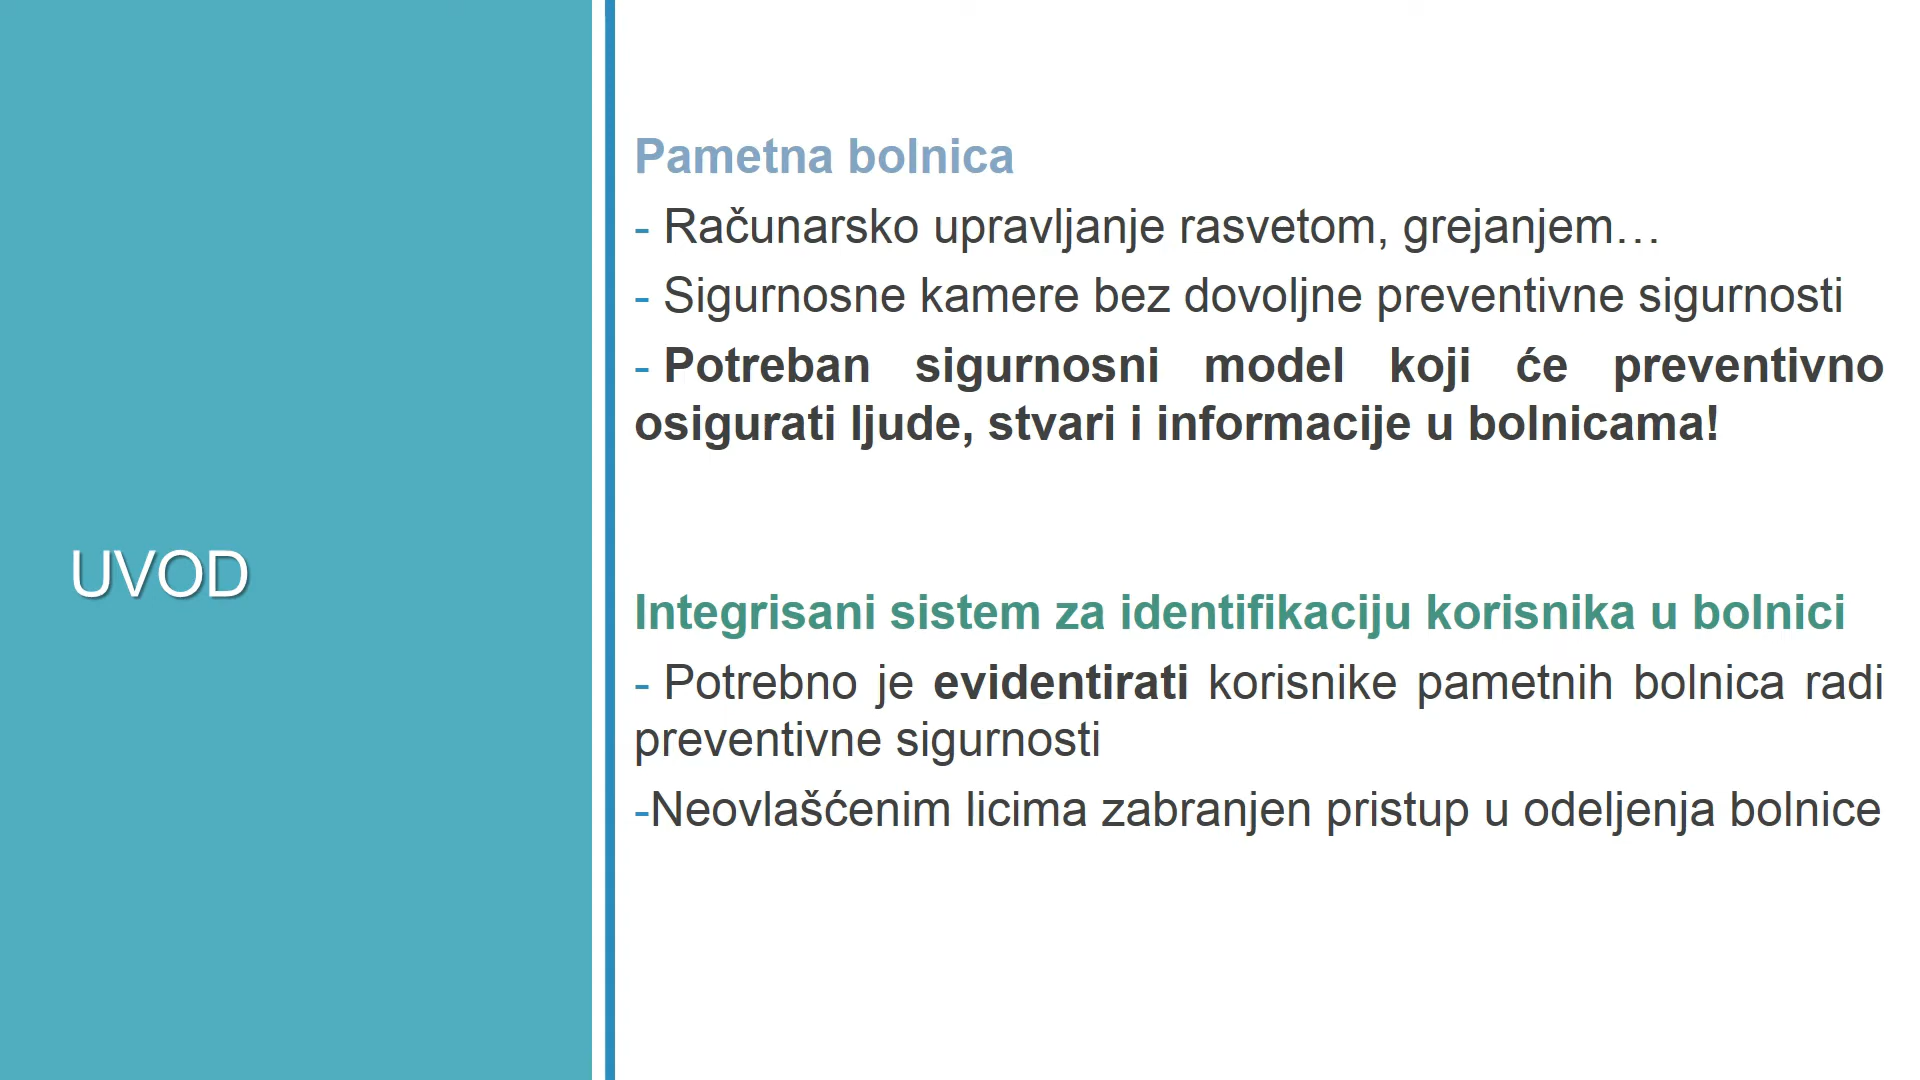 UVOD
Pametna bolnica
- Računarsko upravljanje rasvetom, grejanjem…
- Sigurnosne kamere bez dovoljne preventivne sigurnosti
- Potreban sigurnosni model koji će preventivno
osigurati ljude, stvari i informacije u bolnicama!
Integrisani sistem za identifikaciju korisnika u bolnici
- Potrebno je evidentirati korisnike pametnih bolnica radi
preventivne sigurnosti
-Neovlašćenim licima zabranjen pristup u odeljenja bolnice